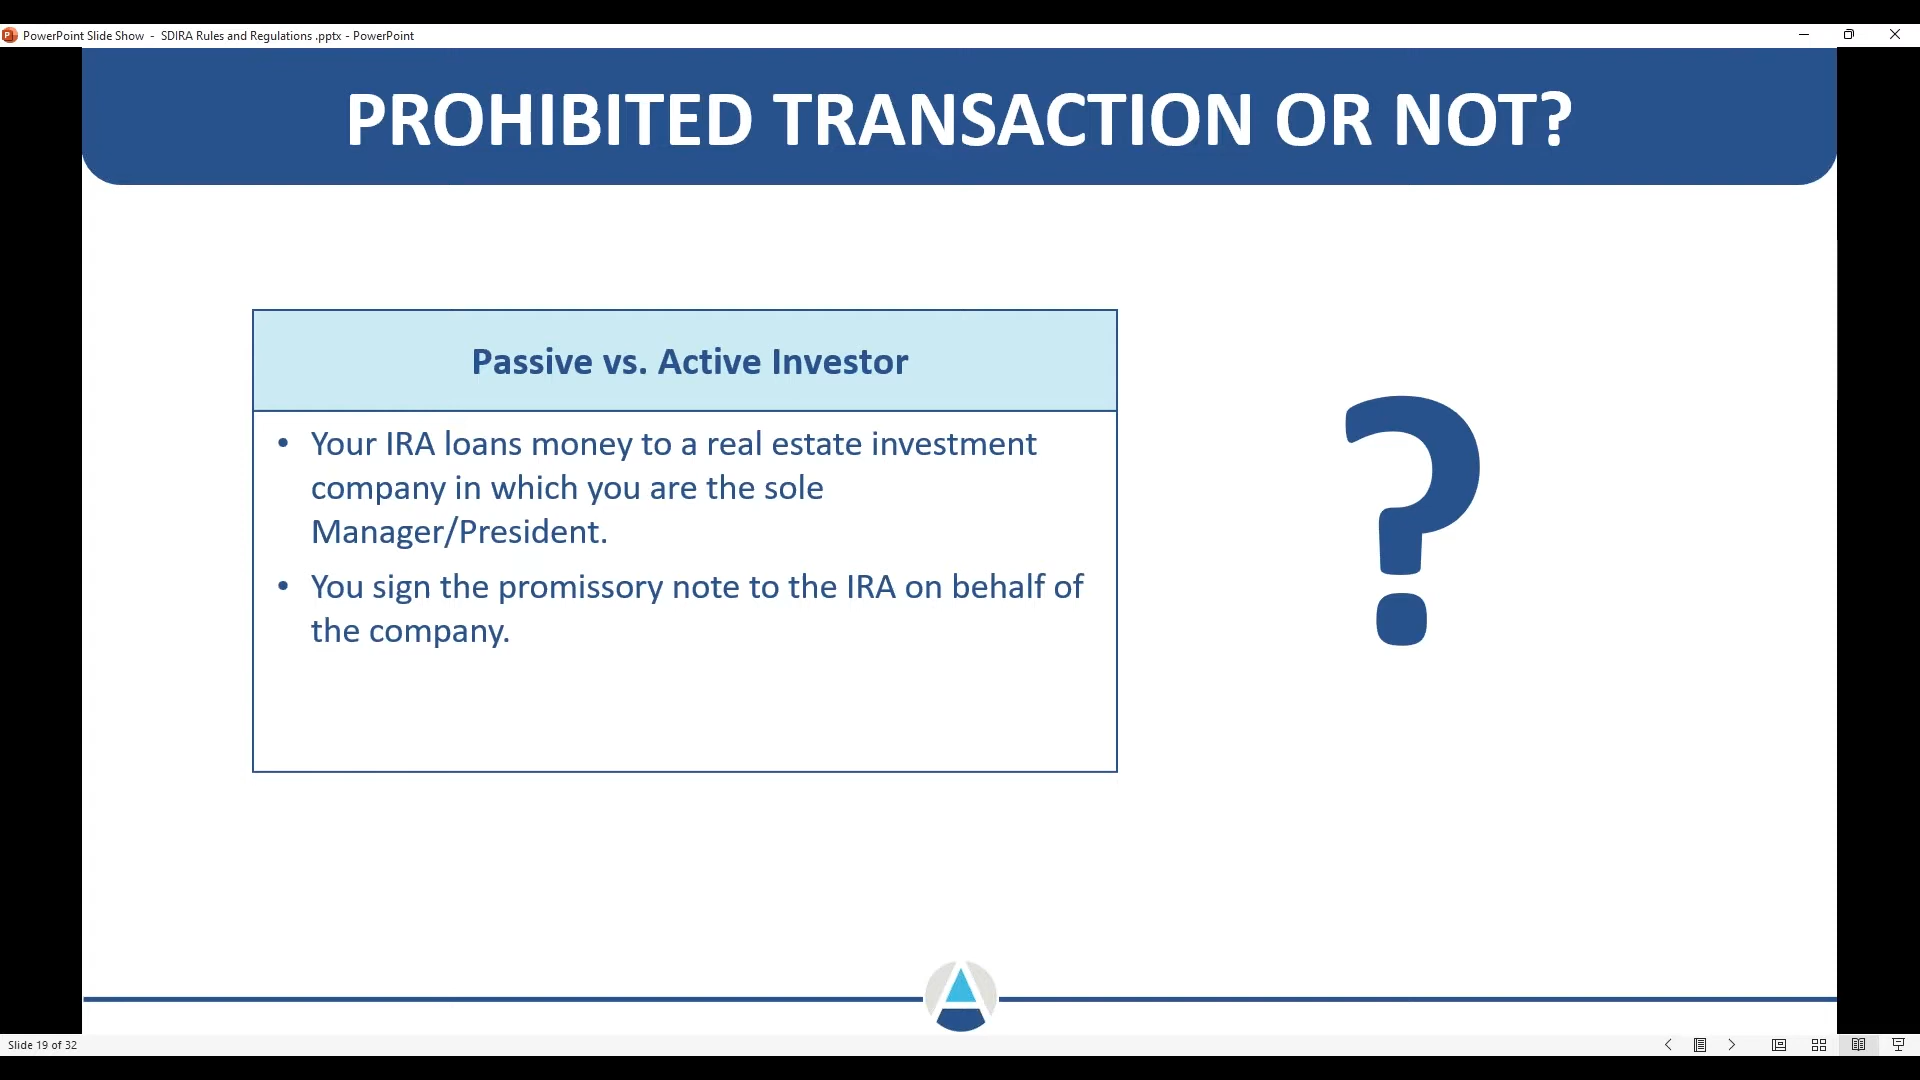 PowerPoint Slide Show - SDIRA Rules and Regulations .pptx - PowerPoint
PROHIBITED TRANSACTION OR NOT?
Passive vs. Active Investor
• Your IRA loans money to a real estate investment
company in which you are the sole
Manager/President.
• You sign the promissory note to the IRA on behalf of
the company.
?
Slide 19 of 32